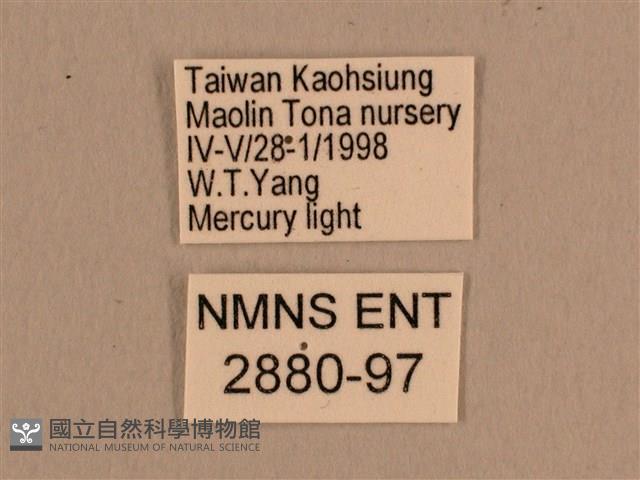 Taiwan Kaohsiung
Maolin Tona nursery
IV-V/28-1/1998
W.T.Yang
Mercury light
NMNS ENT
2880-97
國立自然科學博物館
NATIONAL MUSEUM OF NATURAL SCIENCE